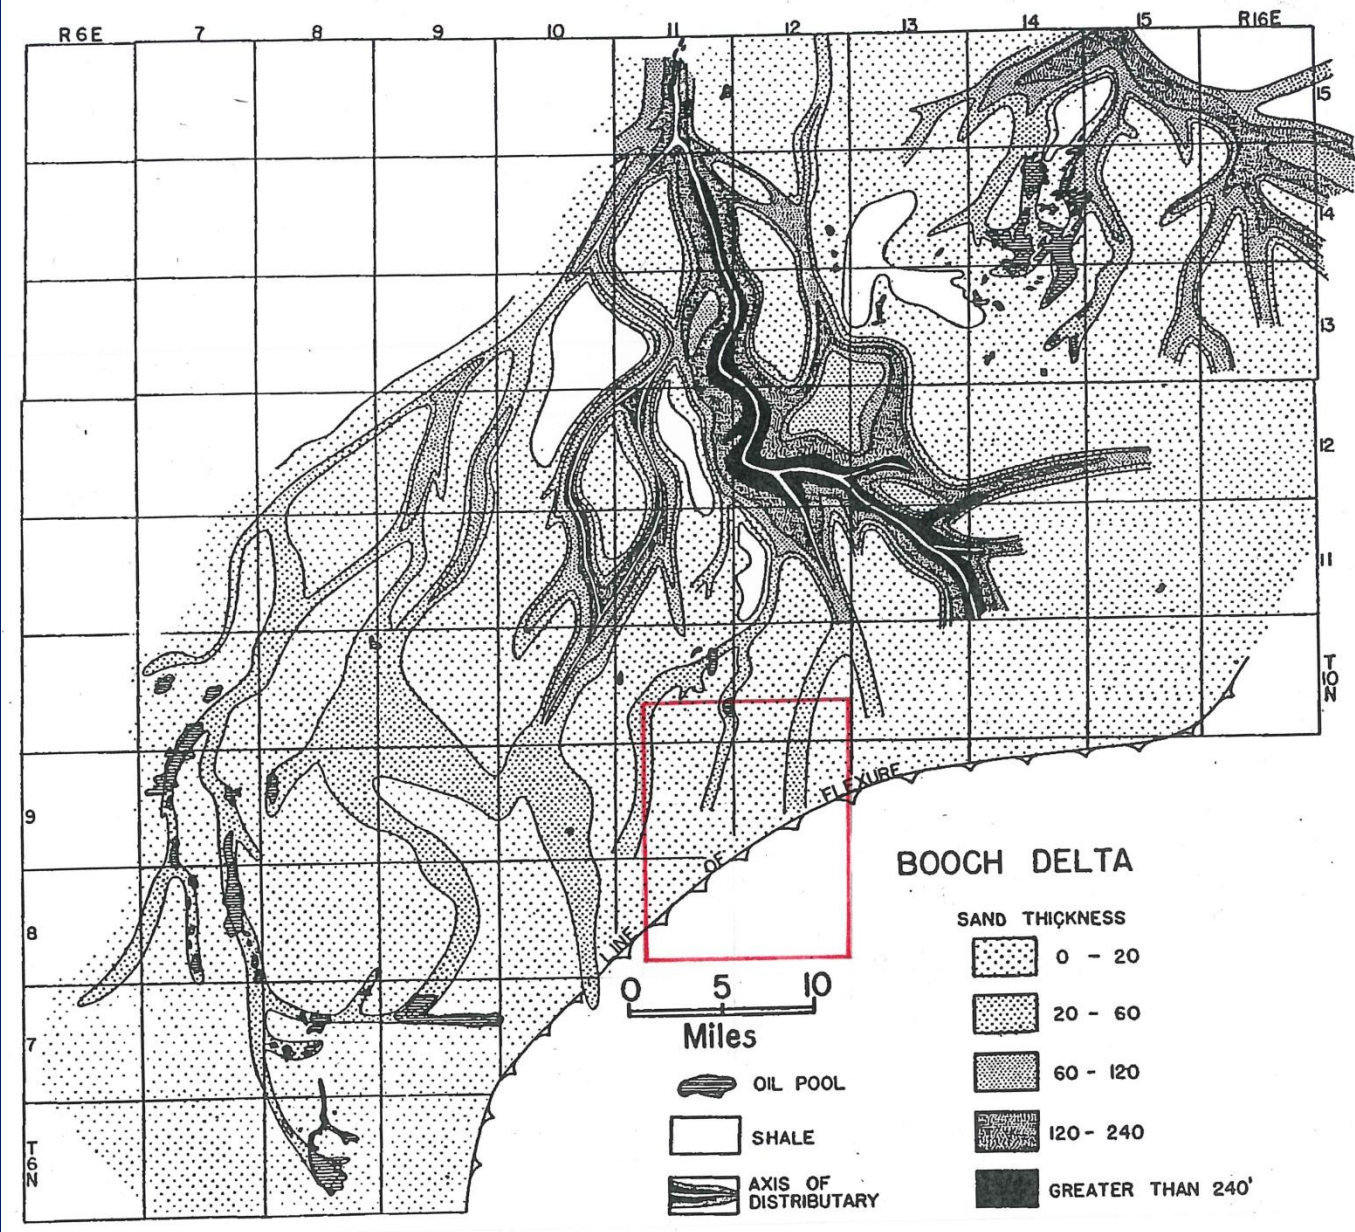 R6E 7 8 9 10 11 12 13 14 15 R16E
15
14
13
12
11
T
10
N
9
8
7
T
6
N
LINE OF FLEXURE
BOOCH DELTA
SAND THICKNESS
0 - 20
20 - 60
60 - 120
120 - 240
GREATER THAN 240'
0 5 10
Miles
OIL POOL
SHALE
AXIS OF
DISTRIBUTARY